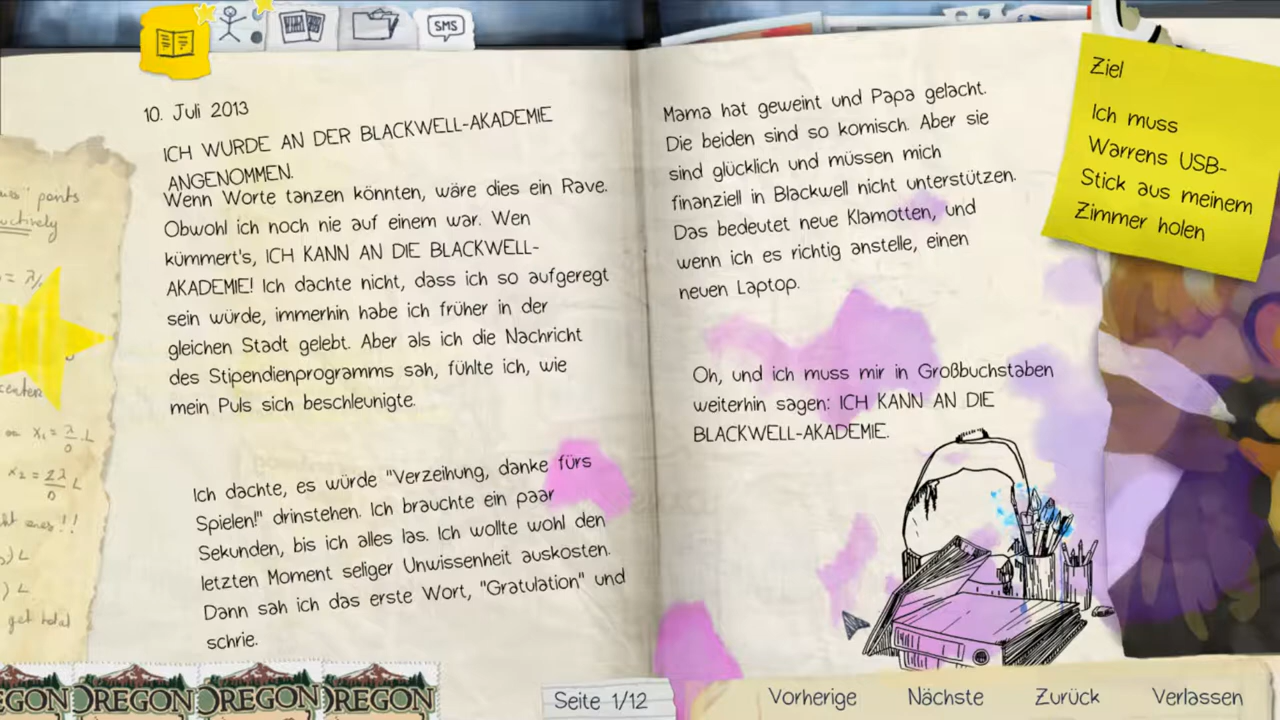 SMS
10. Juli 2013
ICH WURDE AN DER BLACKWELL-AKADEMIE
ANGENOMMEN.
Wenn Worte tanzen könnten, wäre dies ein Rave.
Obwohl ich noch nie auf einem war. Wen
kümmert's, ICH KANN AN DIE BLACKWELL-
AKADEMIE! Ich dachte nicht, dass ich so aufgeregt
sein würde, immerhin habe ich früher in der
gleichen Stadt gelebt. Aber als ich die Nachricht
des Stipendienprogramms sah, fühlte ich, wie
mein Puls sich beschleunigte.
Ich dachte, es würde "Verzeihung, danke fürs
Spielen!" drinstehen. Ich brauchte ein paar
Sekunden, bis ich alles las. Ich wollte wohl den
letzten Moment seliger Unwissenheit auskosten.
Dann sah ich das erste Wort, "Gratulation" und
schrie.
Mama hat geweint und Papa gelacht.
Die beiden sind so komisch. Aber sie
sind glücklich und müssen mich
finanziell in Blackwell nicht unterstützen.
Das bedeutet neue Klamotten, und
wenn ich es richtig anstelle, einen
neuen Laptop.
Oh, und ich muss mir in Großbuchstaben
weiterhin sagen: ICH KANN AN DIE
BLACKWELL-AKADEMIE.
Ziel
Ich muss
Warrens USB-
Stick aus meinem
Zimmer holen
points
x₁ = λ/D L
x₂ = 2λ/D L
get total
OREGON OREGON OREGON
Seite 1/12
Vorherige Nächste Zurück Verlassen